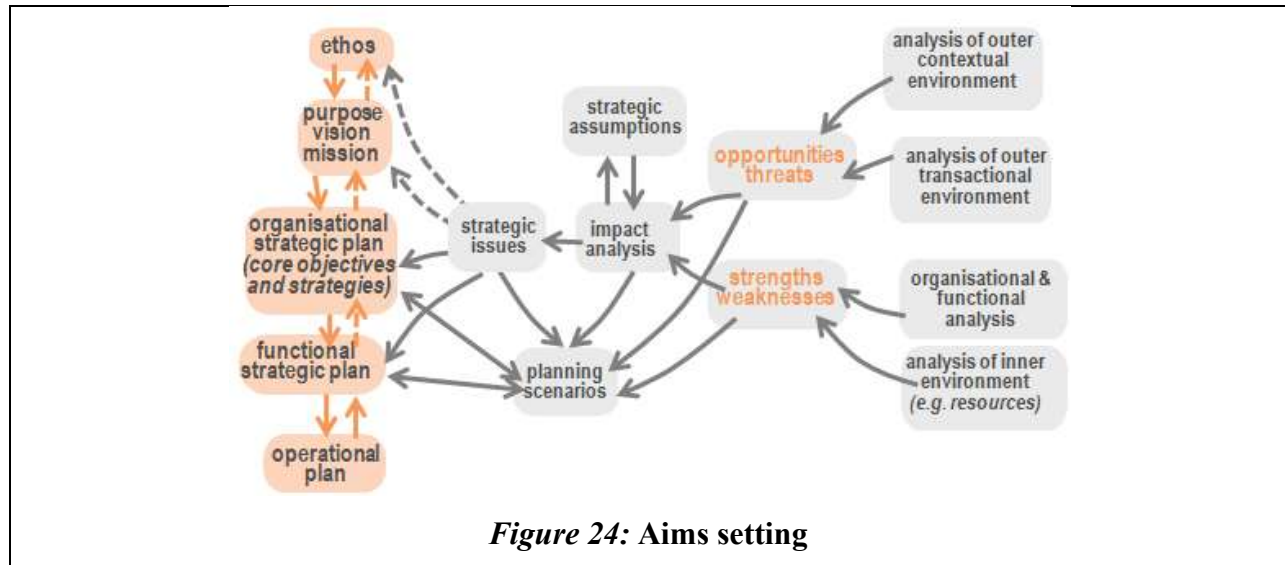 ethos
purpose
vision
mission
organisational
strategic plan
(core objectives
and strategies)
functional
strategic plan
operational
plan
strategic
issues
strategic
assumptions
impact
analysis
planning
scenarios
opportunities
threats
strengths
weaknesses
analysis of outer
contextual
environment
analysis of outer
transactional
environment
organisational &
functional
analysis
analysis of inner
environment
(e.g. resources)
Figure 24: Aims setting